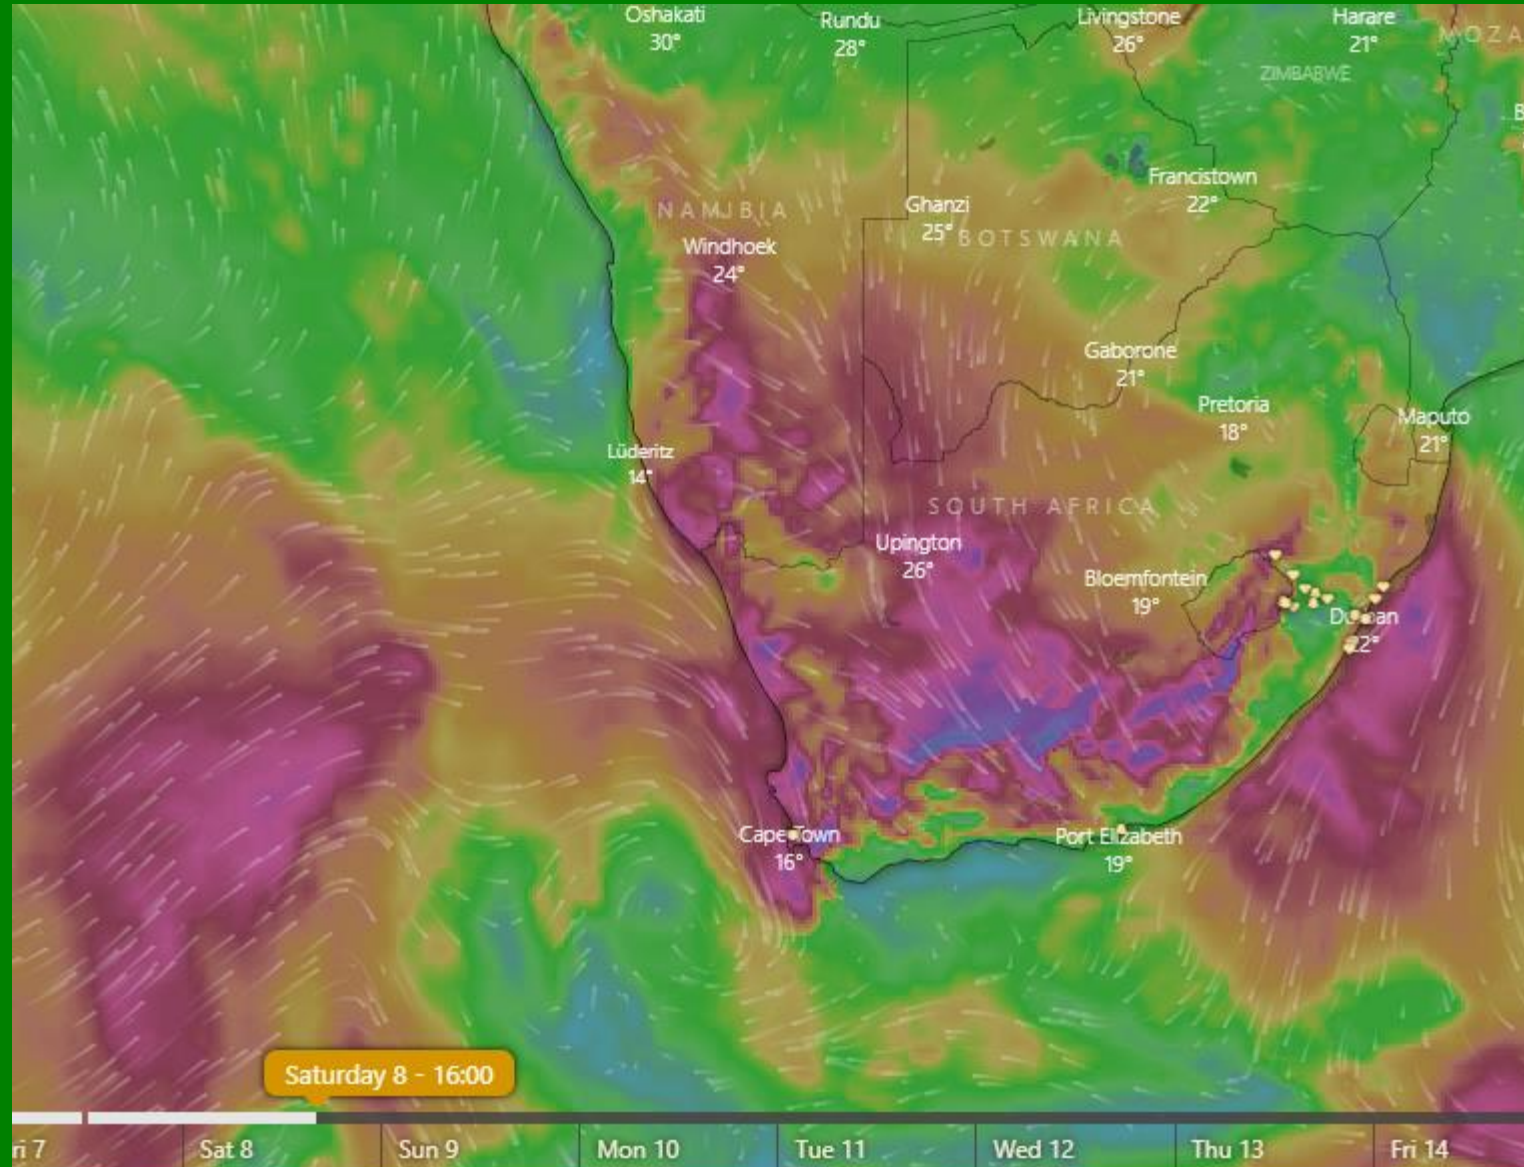 Oshakati
30°
Rundu
28°
Livingstone
26°
Harare
21°
MOZA
ZIMBABWE
B
Francistown
22°
NAMIBIA
Ghanzi
25°
BOTSWANA
Windhoek
24°
Gaborone
21°
Pretoria
18°
Maputo
21°
Lüderitz
14°
SOUTH AFRICA
Upington
26°
Bloemfontein
19°
22°
Cape Town
16°
Port Elizabeth
19°
Saturday 8 - 16:00
ri 7
Sat 8
Sun 9
Mon 10
Tue 11
Wed 12
Thu 13
Fri 14